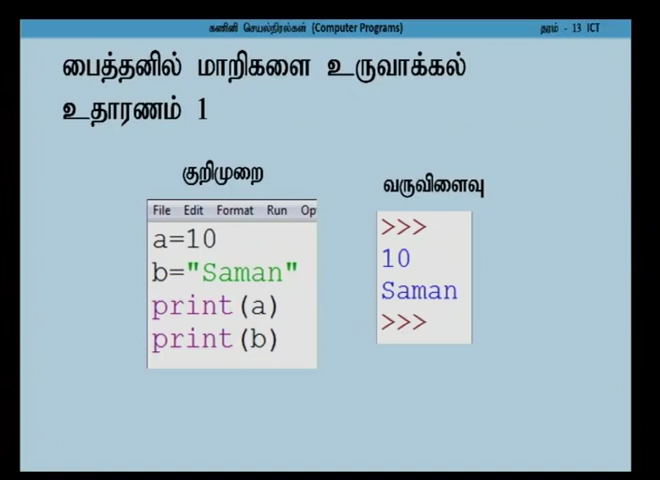 கணினி செயல்நிரல்கள் (Computer Programs)
தரம் - 13 ICT
பைத்தனில் மாறிகளை உருவாக்கல்
உதாரணம் 1
குறிமுறை
File Edit Format Run Op
a=10
b="Saman"
print(a)
print(b)
வருவிளைவு
>>>
10
Saman
>>>